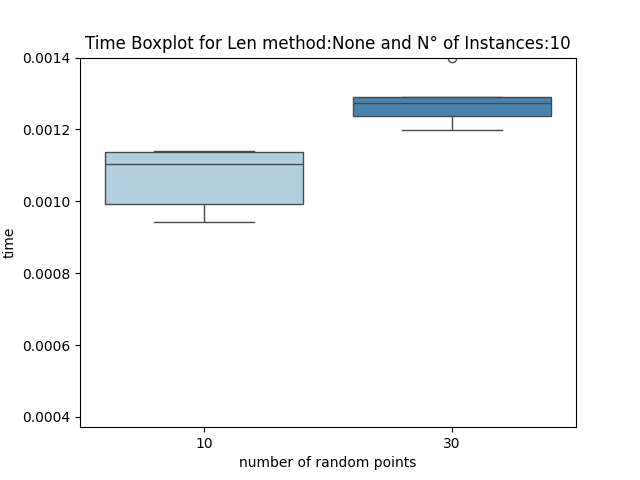 Time Boxplot for Len method:None and N° of Instances:10
0.0014
0.0012
0.0010
0.0008
0.0006
0.0004
time
10 30
number of random points